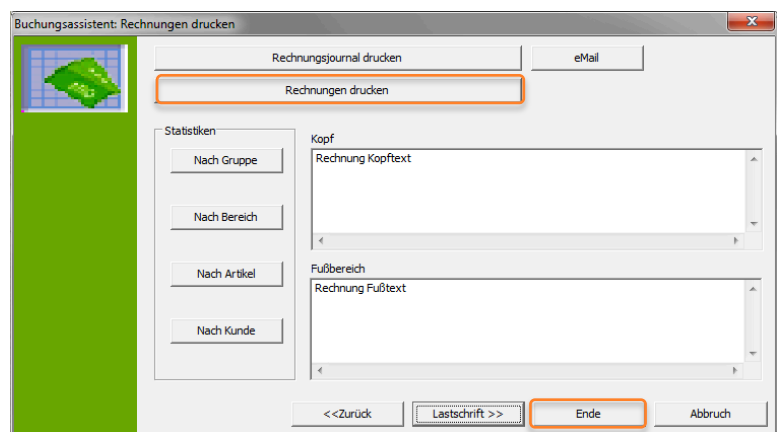 Buchungsassistent: Rechnungen drucken
Rechnungsjournal drucken
eMail
Rechnungen drucken
Statistiken
Nach Gruppe
Nach Bereich
Nach Artikel
Nach Kunde
Kopf
Rechnung Kopftext
Fußbereich
Rechnung Fußtext
<<Zurück
Lastschrift >>
Ende
Abbruch